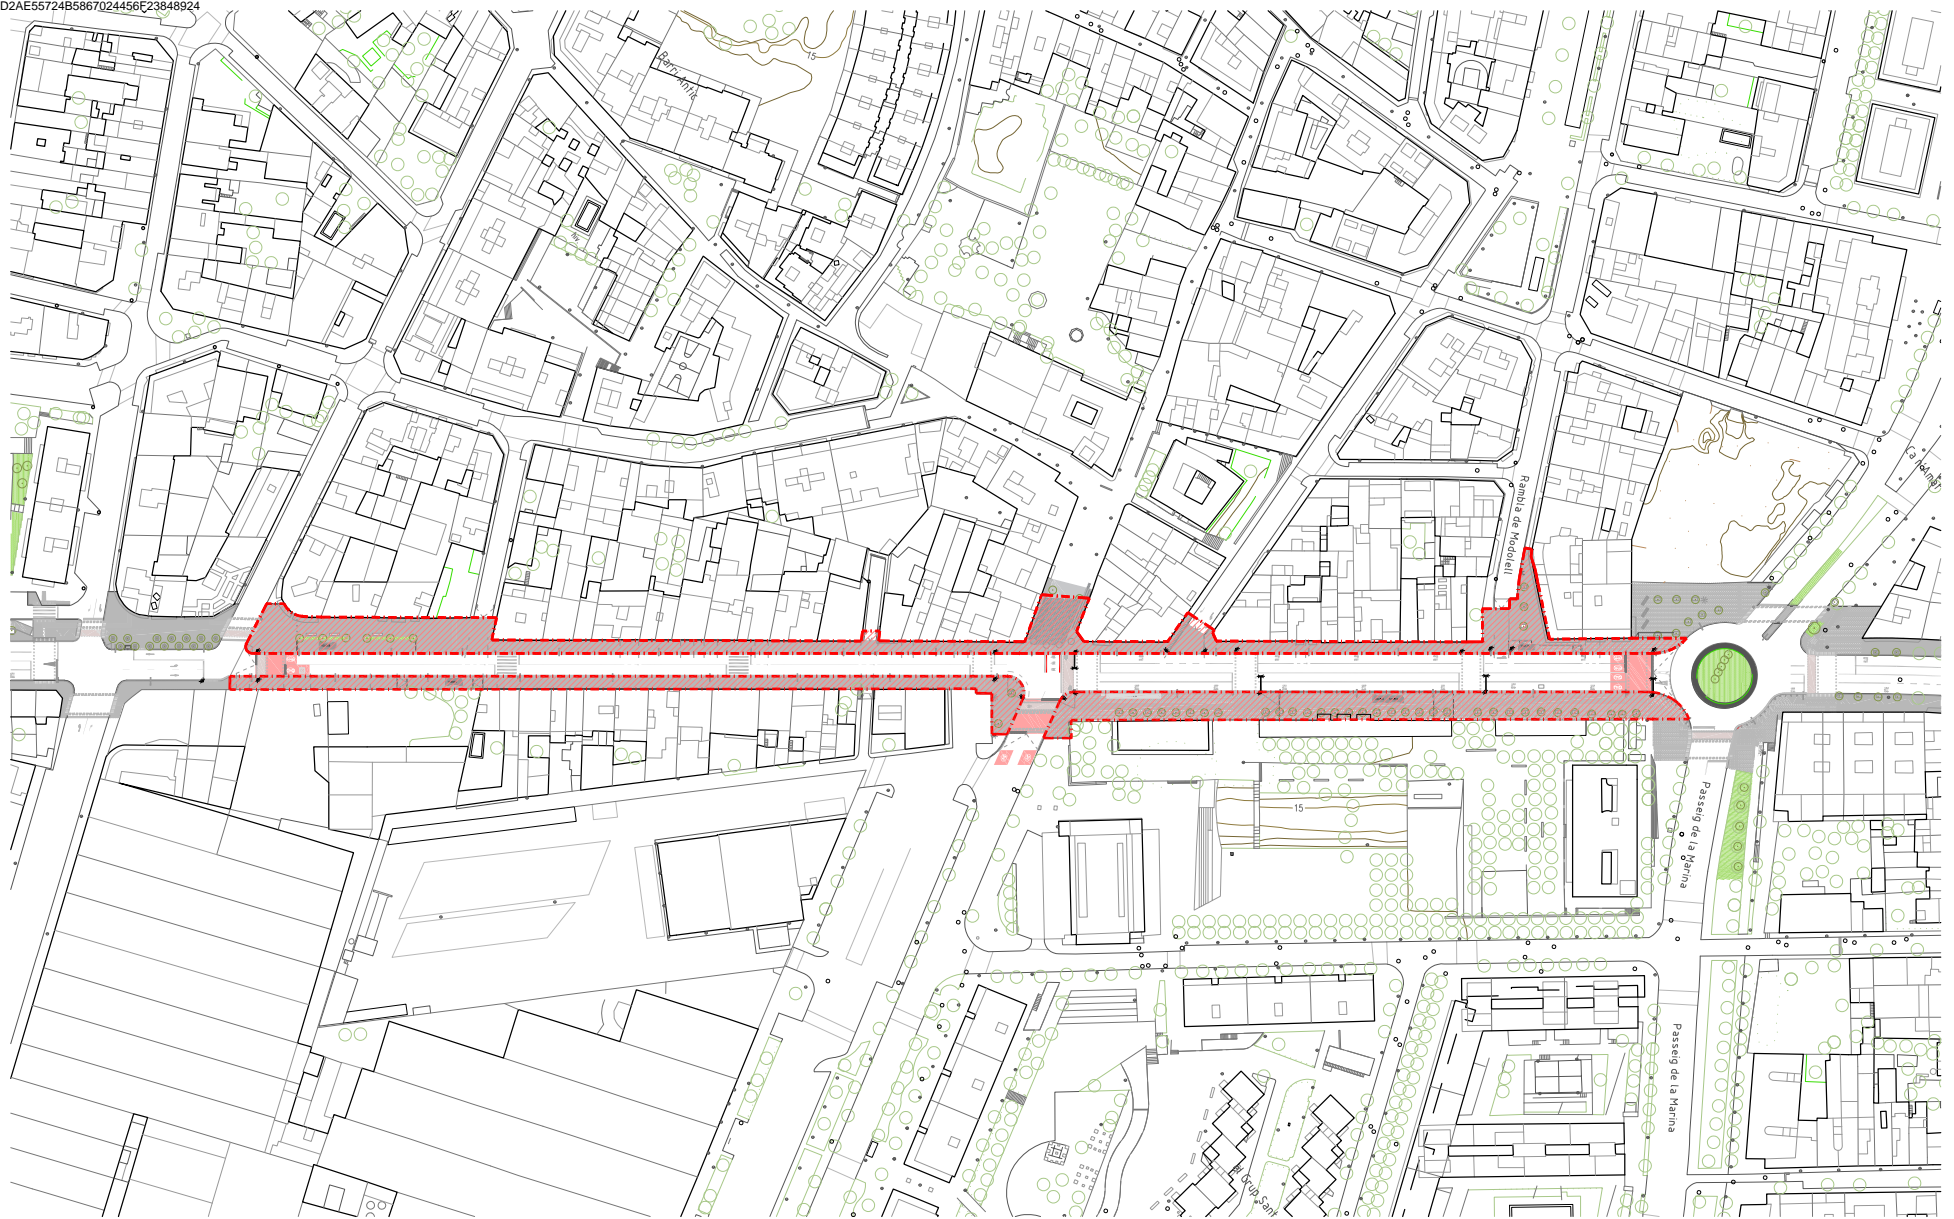 D2AE55724B5867024456F23848924
Barri Antic
15
Rambla de Modolell
15
Passeig de la Marina
Passeig de la Marina